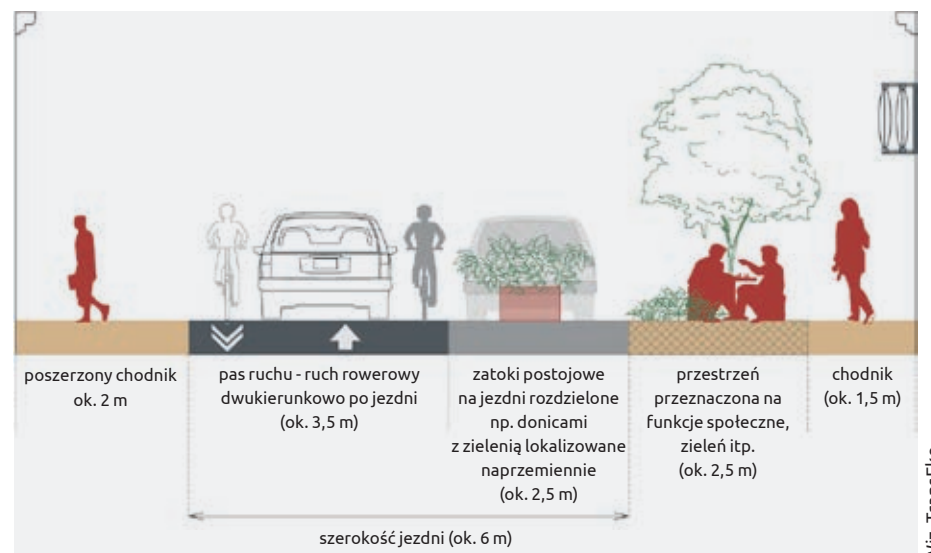 poszerzony chodnik
ok. 2 m
pas ruchu - ruch rowerowy
dwukierunkowo po jezdni
(ok. 3,5 m)
zatoki postojowe
na jezdni rozdzielone
np. donicami
z zielenią lokalizowane
naprzemiennie
(ok. 2,5 m)
przestrzeń
przeznaczona na
funkcje społeczne,
zieleń itp.
(ok. 2,5 m)
chodnik
(ok. 1,5 m)
szerokość jezdni (ok. 6 m)